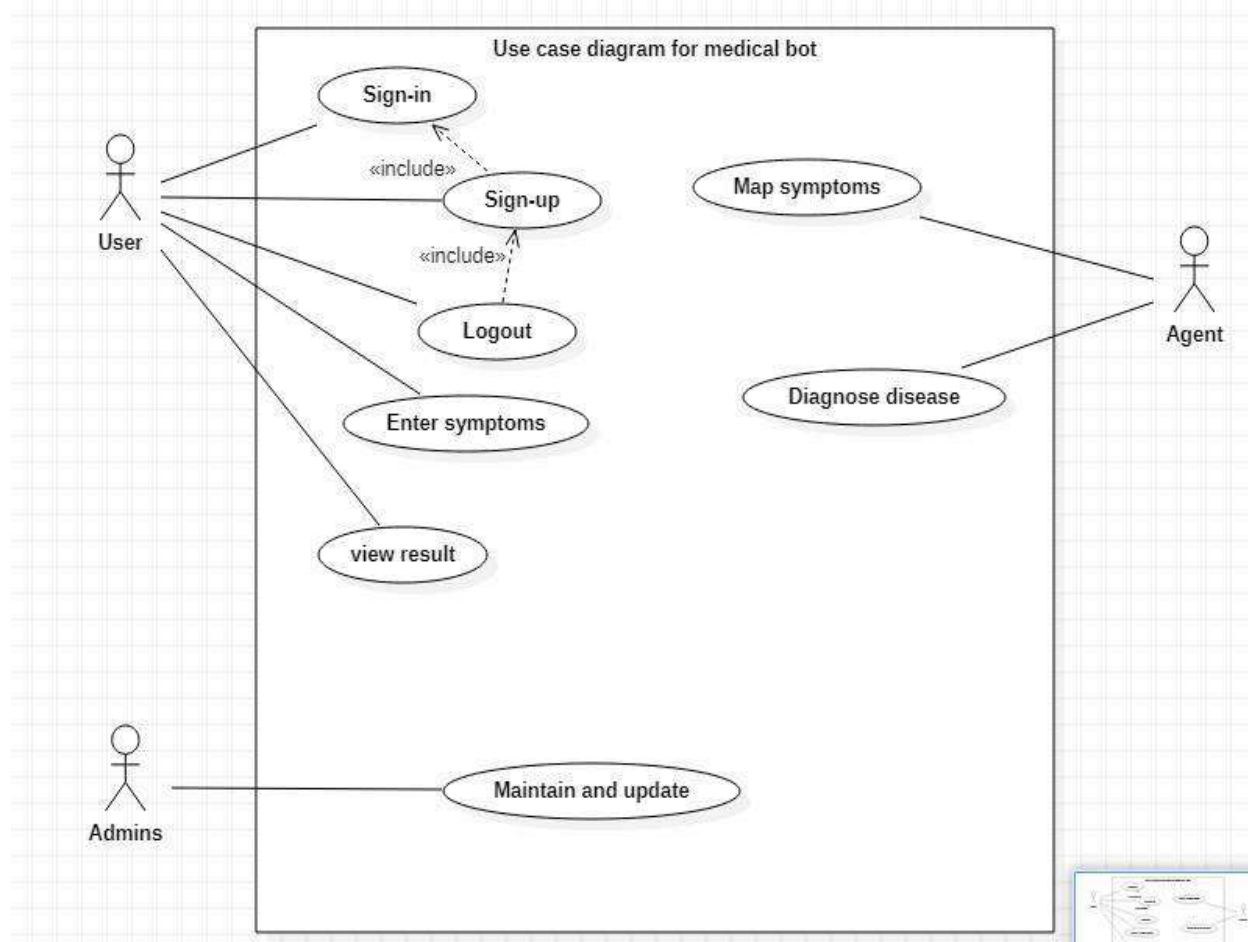 Use case diagram for medical bot
Sign-in
«include»
Sign-up
Map symptoms
User
«include»
Logout
Agent
Diagnose disease
Enter symptoms
view result
Maintain and update
Admins